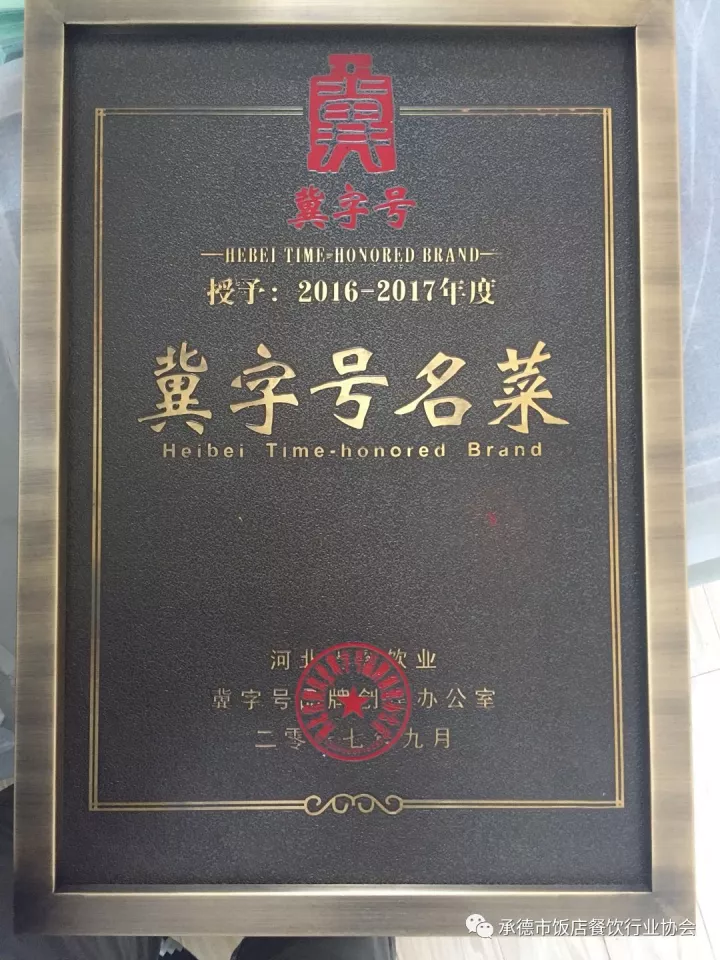 冀
冀字号
HEBEI TIME-HONORED BRAND
授予：2016-2017年度
冀字号名菜
Heibei Time-honored Brand
河北 饮业
冀字号 牌创 办公室
二零 七 九月
承德市饭店餐饮行业协会